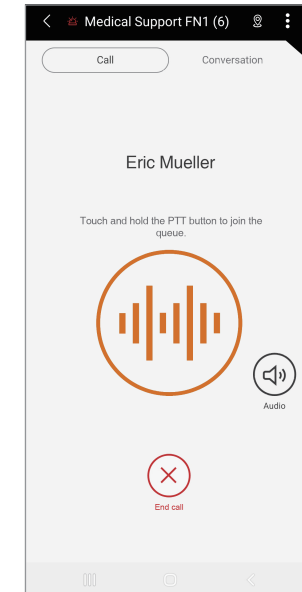 Medical Support FN1 (6)
Call
Conversation
Eric Mueller
Touch and hold the PTT button to join the
queue.
Audio
End call